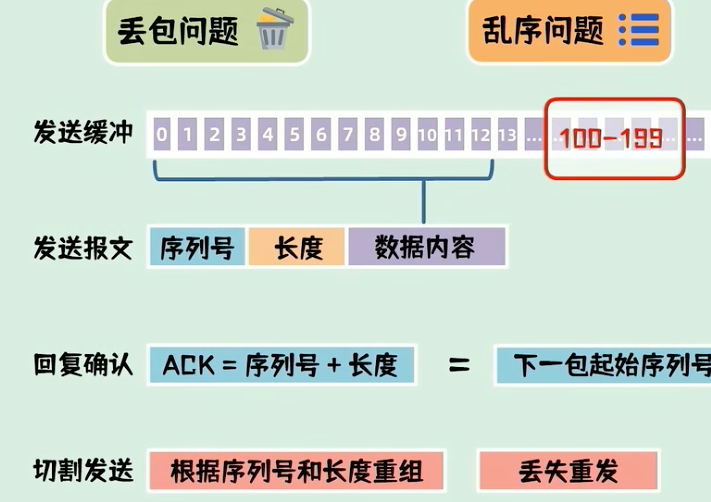 丢包问题
乱序问题
发送缓冲
0 1 2 3 4 5 6 7 8 9 10 11 12 13 ... 100-199 ...
发送报文
序列号 长度 数据内容
回复确认
ACK = 序列号 + 长度 = 下一包起始序列号
切割发送
根据序列号和长度重组
丢失重发